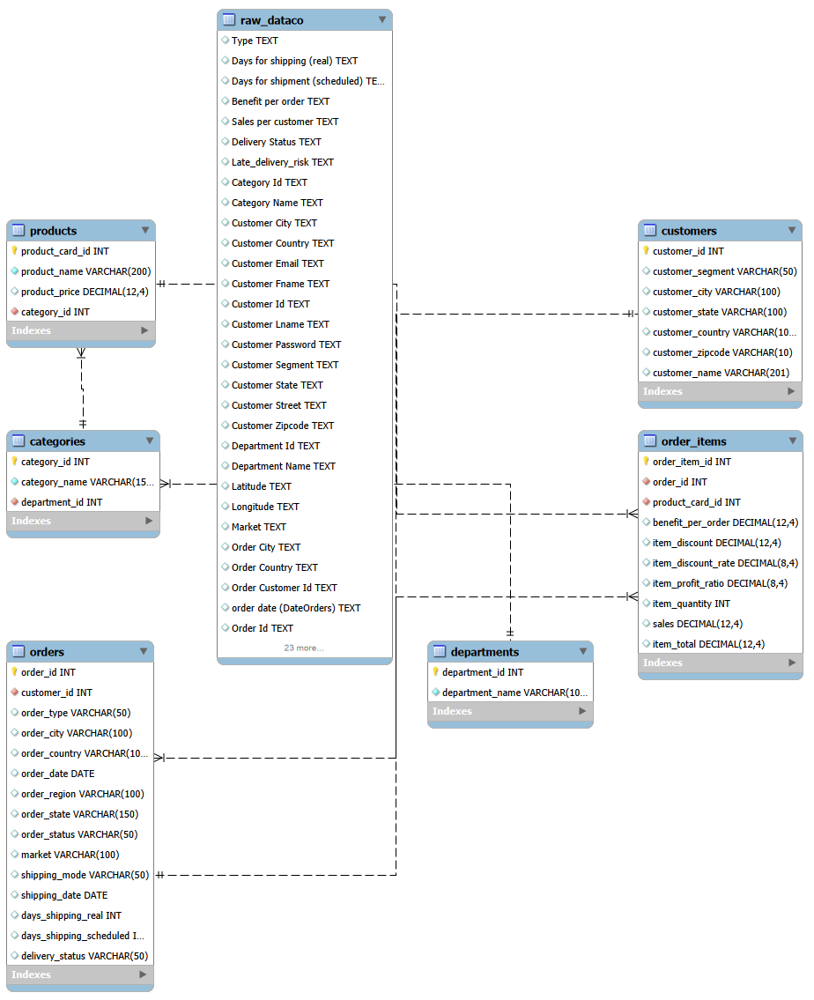 raw_dataco
Type TEXT
Days for shipping (real) TEXT
Days for shipment (scheduled) TE...
Benefit per order TEXT
Sales per customer TEXT
Delivery Status TEXT
Late_delivery_risk TEXT
Category Id TEXT
Category Name TEXT
Customer City TEXT
Customer Country TEXT
Customer Email TEXT
Customer Fname TEXT
Customer Id TEXT
Customer Lname TEXT
Customer Password TEXT
Customer Segment TEXT
Customer State TEXT
Customer Street TEXT
Customer Zipcode TEXT
Department Id TEXT
Department Name TEXT
Latitude TEXT
Longitude TEXT
Market TEXT
Order City TEXT
Order Country TEXT
Order Customer Id TEXT
order date (DateOrders) TEXT
Order Id TEXT
23 more...
products
product_card_id INT
product_name VARCHAR(200)
product_price DECIMAL(12,4)
category_id INT
Indexes
customers
customer_id INT
customer_segment VARCHAR(50)
customer_city VARCHAR(100)
customer_state VARCHAR(100)
customer_country VARCHAR(10...
customer_zipcode VARCHAR(10)
customer_name VARCHAR(201)
Indexes
categories
category_id INT
category_name VARCHAR(15...
department_id INT
Indexes
order_items
order_item_id INT
order_id INT
product_card_id INT
benefit_per_order DECIMAL(12,4)
item_discount DECIMAL(12,4)
item_discount_rate DECIMAL(8,4)
item_profit_ratio DECIMAL(8,4)
item_quantity INT
sales DECIMAL(12,4)
item_total DECIMAL(12,4)
Indexes
orders
order_id INT
customer_id INT
order_type VARCHAR(50)
order_city VARCHAR(100)
order_country VARCHAR(10...
order_date DATE
order_region VARCHAR(100)
order_state VARCHAR(150)
order_status VARCHAR(50)
market VARCHAR(100)
shipping_mode VARCHAR(50)
shipping_date DATE
days_shipping_real INT
days_shipping_scheduled I...
delivery_status VARCHAR(50)
Indexes
departments
department_id INT
department_name VARCHAR(10...
Indexes